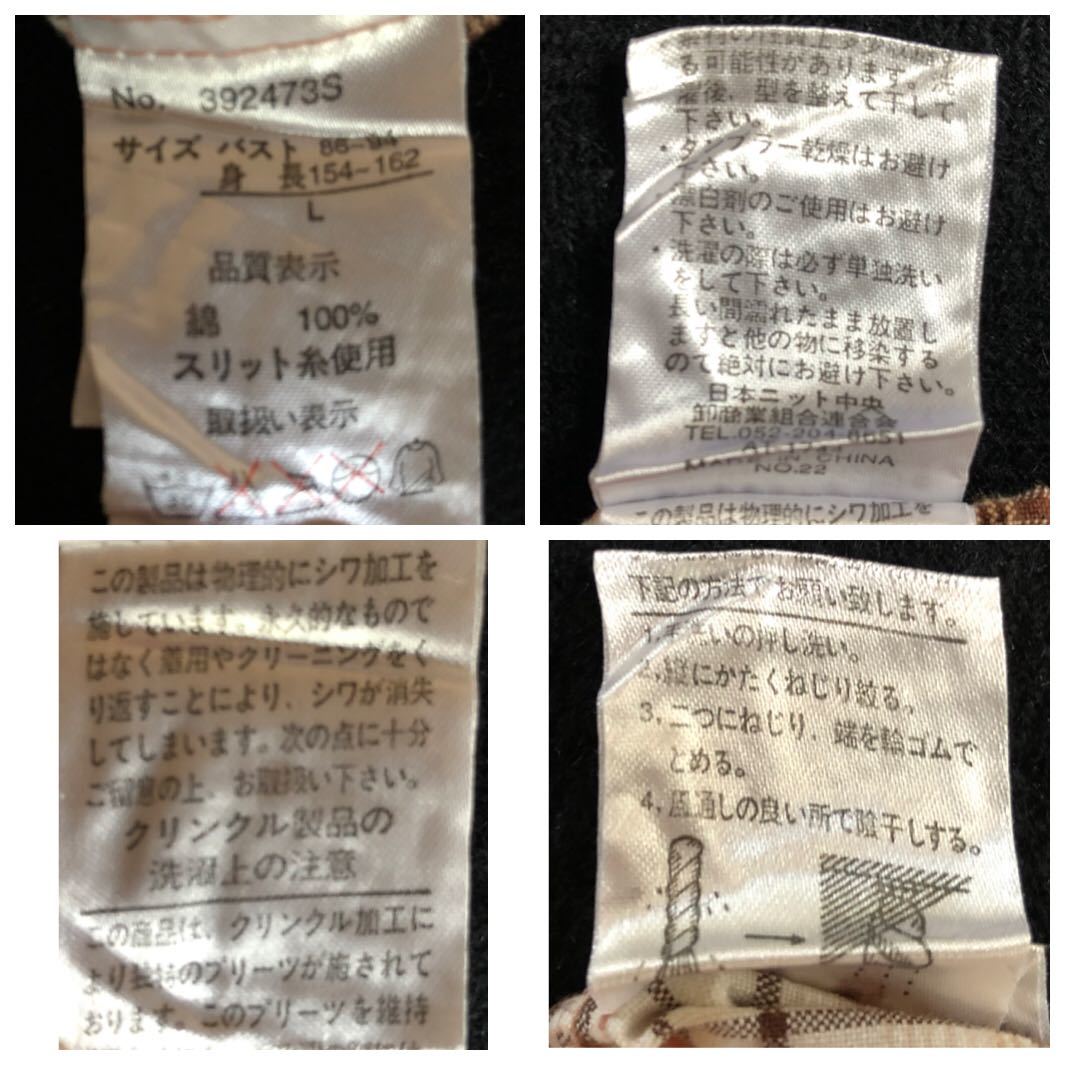 No. 392473S
サイズ バスト 86~94
身 長154~162
L
品質表示
綿 100%
スリット糸使用
取扱い表示
る可能性があります。洗
濯後、型を整えて干して
下さい。
・タンブラー乾燥はお避け
ださい。
漂白剤のご使用はお避け
下さい。
・洗濯の際は必ず単独洗い
をして下さい。
長い間濡れたまま放置し
ますと他の物に移染する
ので絶対にお避け下さい。
日本ニット中央
卸商業組合連合会
TEL.052-204-8651
MADE IN CHINA
NO.22
この製品は物理的にシワ加工を
この製品は物理的にシワ加工を
施しています。永久的なもので
はなく着用やクリーニングをく
り返すことにより、シワが消失
してしまいます。次の点に十分
ご留意の上、お取扱い下さい。
クリンクル製品の
洗濯上の注意
この商品は、クリンクル加工に
より独特のプリーツが施されて
おります。このプリーツを維持
下記の方法でお願い致します。
1.手洗いの押し洗い。
2.縦にかたくねじり絞る。
3.二つにねじり、端を輪ゴムで
とめる。
4.風通しの良い所で陰干しする。